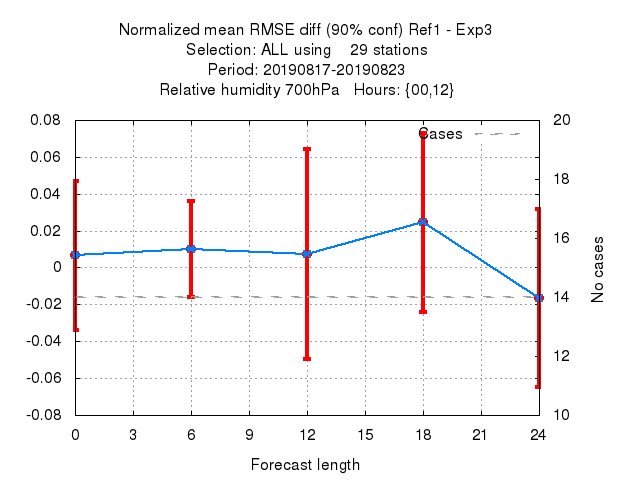 Normalized mean RMSE diff (90% conf) Ref1 - Exp3
Selection: ALL using 29 stations
Period: 20190817-20190823
Relative humidity 700hPa Hours: {00,12}
Cases
0.08
0.06
0.04
0.02
0
-0.02
-0.04
-0.06
-0.08
20
18
16
14
12
10
No cases
0 3 6 9 12 15 18 21 24
Forecast length